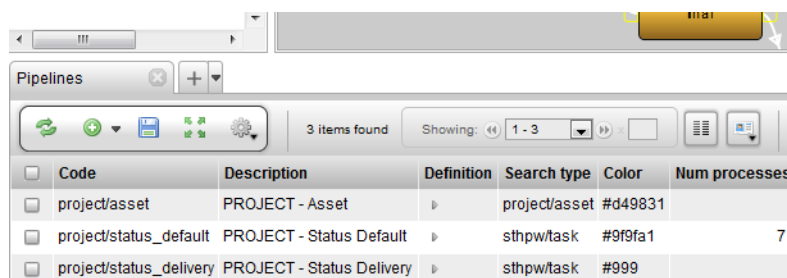 Pipelines
3 items found Showing: 1 - 3 x
Code Description Definition Search type Color Num processes
project/asset PROJECT - Asset project/asset #d49831
project/status_default PROJECT - Status Default sthpw/task #9f9fa1 7
project/status_delivery PROJECT - Status Delivery sthpw/task #999